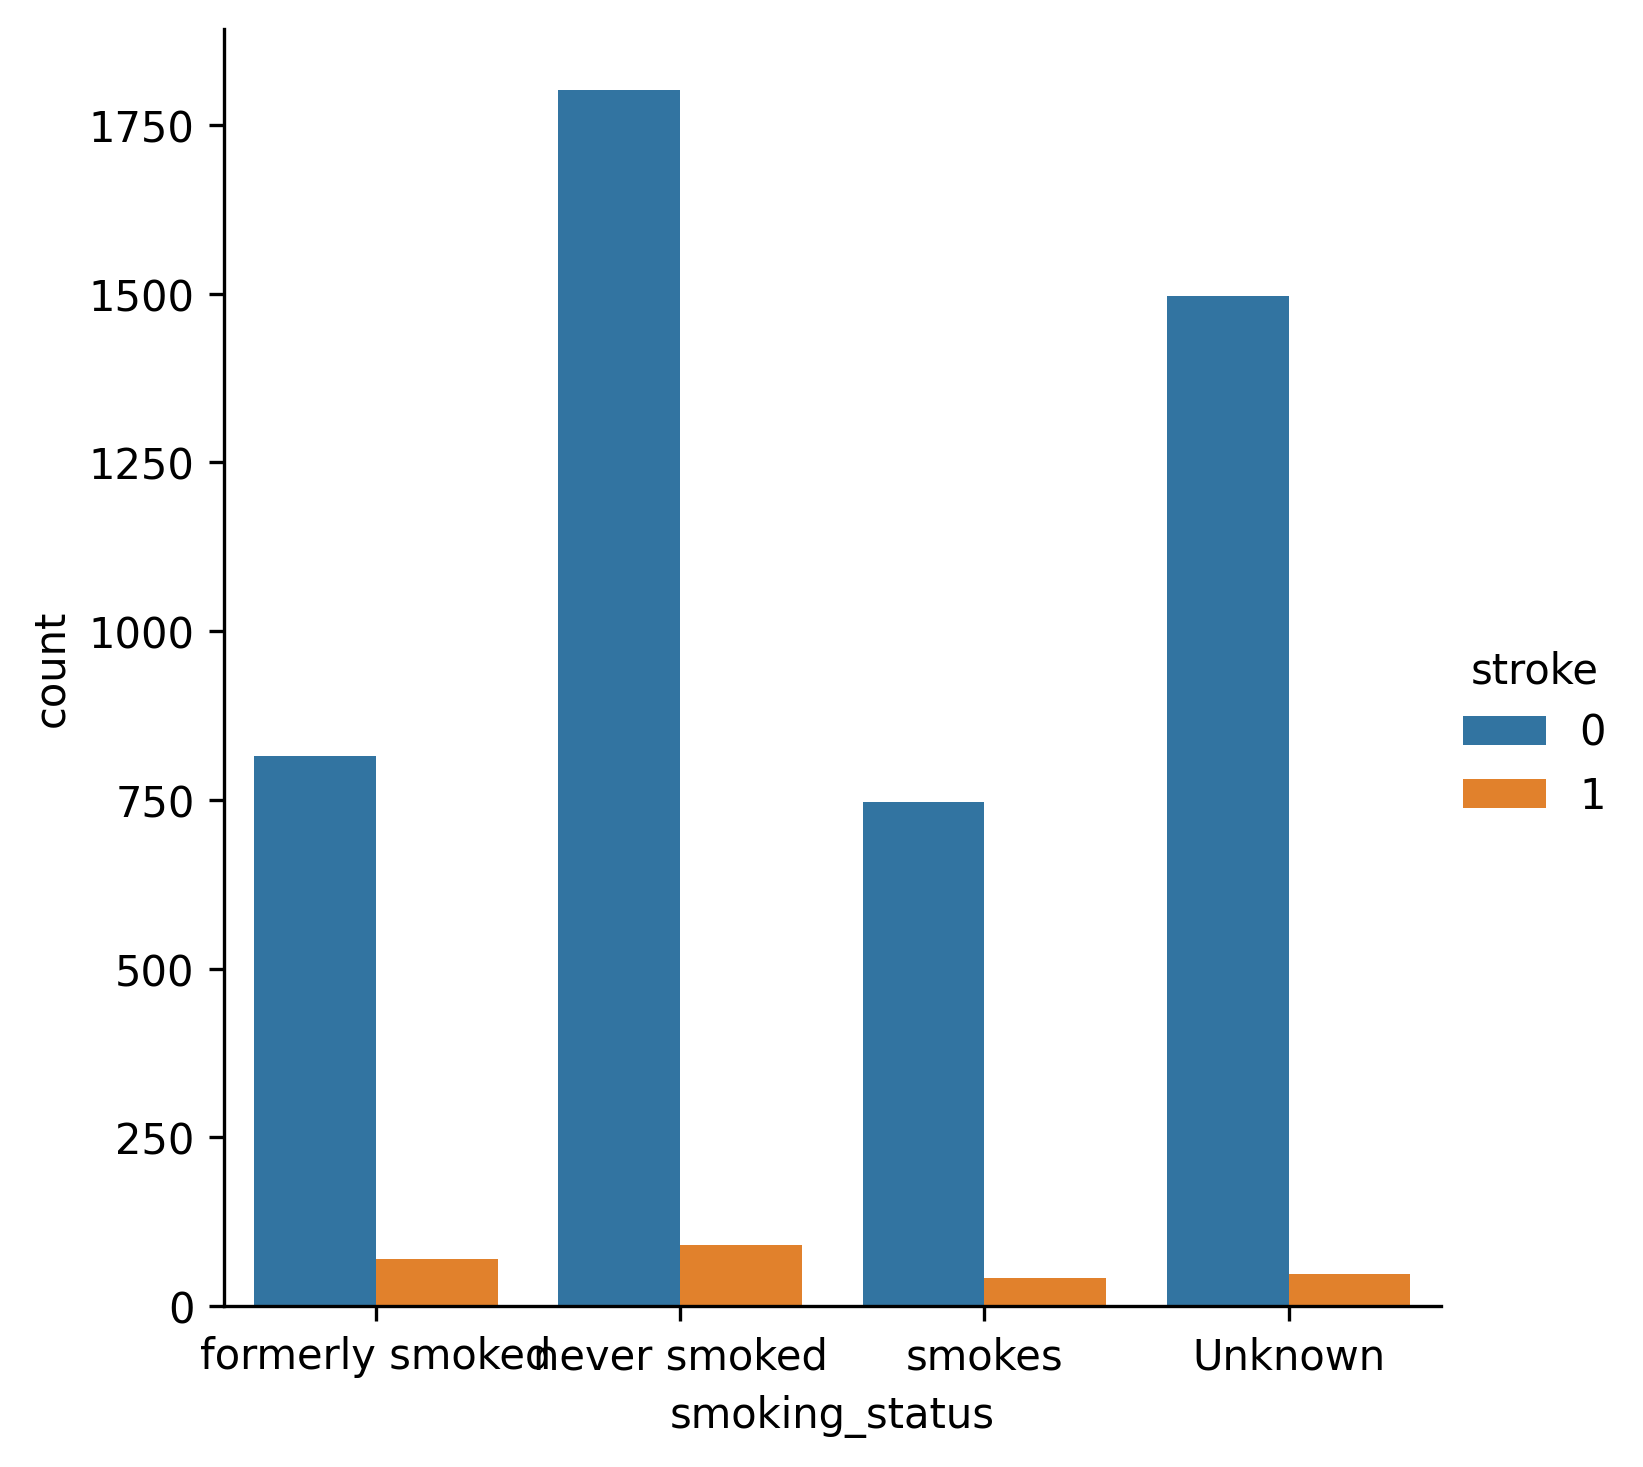 count
1750
1500
1250
1000
750
500
250
0
formerly smoked
never smoked
smokes
Unknown
smoking_status
stroke
0
1